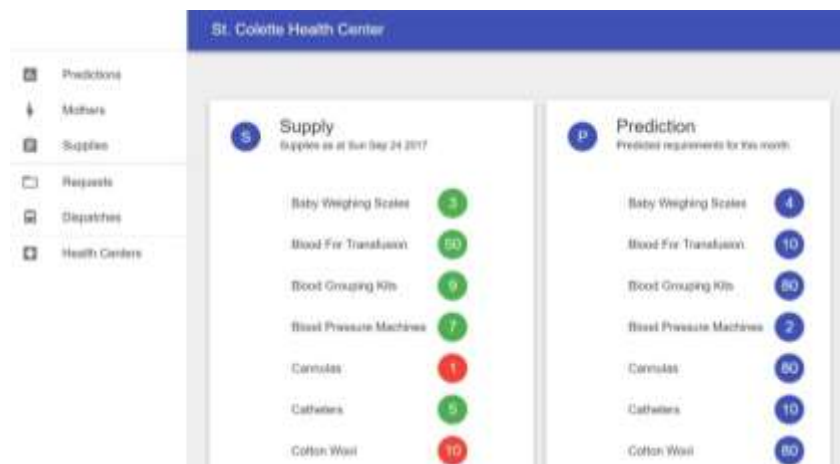 St. Colette Health Center
Predictions
Mothers
Supplies
Requests
Dispatches
Health Centers
S
Supply
Supplies as at Sun Sep 24 2017
Baby Weighing Scales 3
Blood For Transfusion 50
Blood Grouping Kits 9
Blood Pressure Machines 7
Cannulas 1
Catheters 5
Cotton Wool 10
P
Prediction
Predicted requirements for this month
Baby Weighing Scales 4
Blood For Transfusion 10
Blood Grouping Kits 80
Blood Pressure Machines 2
Cannulas 80
Catheters 10
Cotton Wool 80